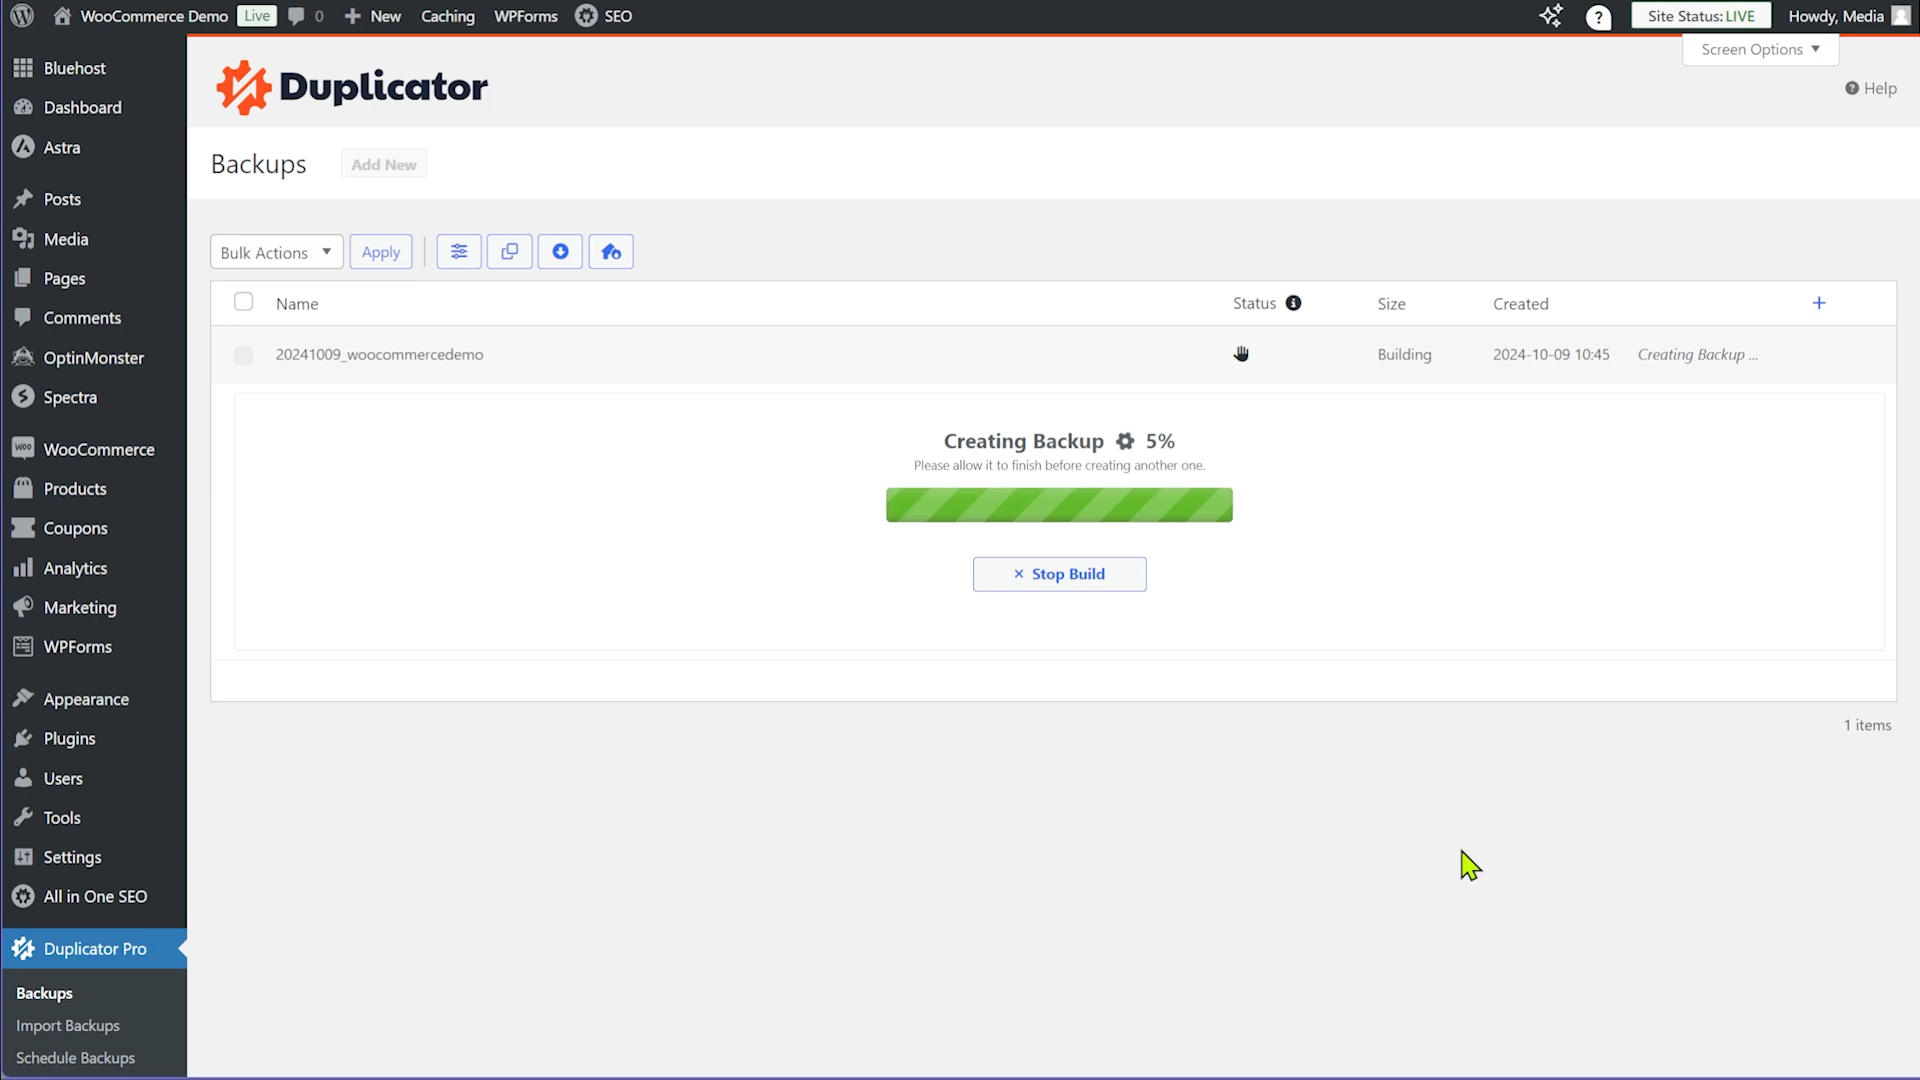 WooCommerce Demo Live 0 New Caching WPForms SEO Site Status: LIVE Howdy, Media
Screen Options
Help
Duplicator
Backups Add New
Bulk Actions Apply
Name Status Size Created +
20241009_woocommercedemo Building 2024-10-09 10:45 Creating Backup ...
Creating Backup 5%
Please allow it to finish before creating another one.
× Stop Build
1 items
Bluehost
Dashboard
Astra
Posts
Media
Pages
Comments
OptinMonster
Spectra
WooCommerce
Products
Coupons
Analytics
Marketing
WPForms
Appearance
Plugins
Users
Tools
Settings
All in One SEO
Duplicator Pro
Backups
Import Backups
Schedule Backups